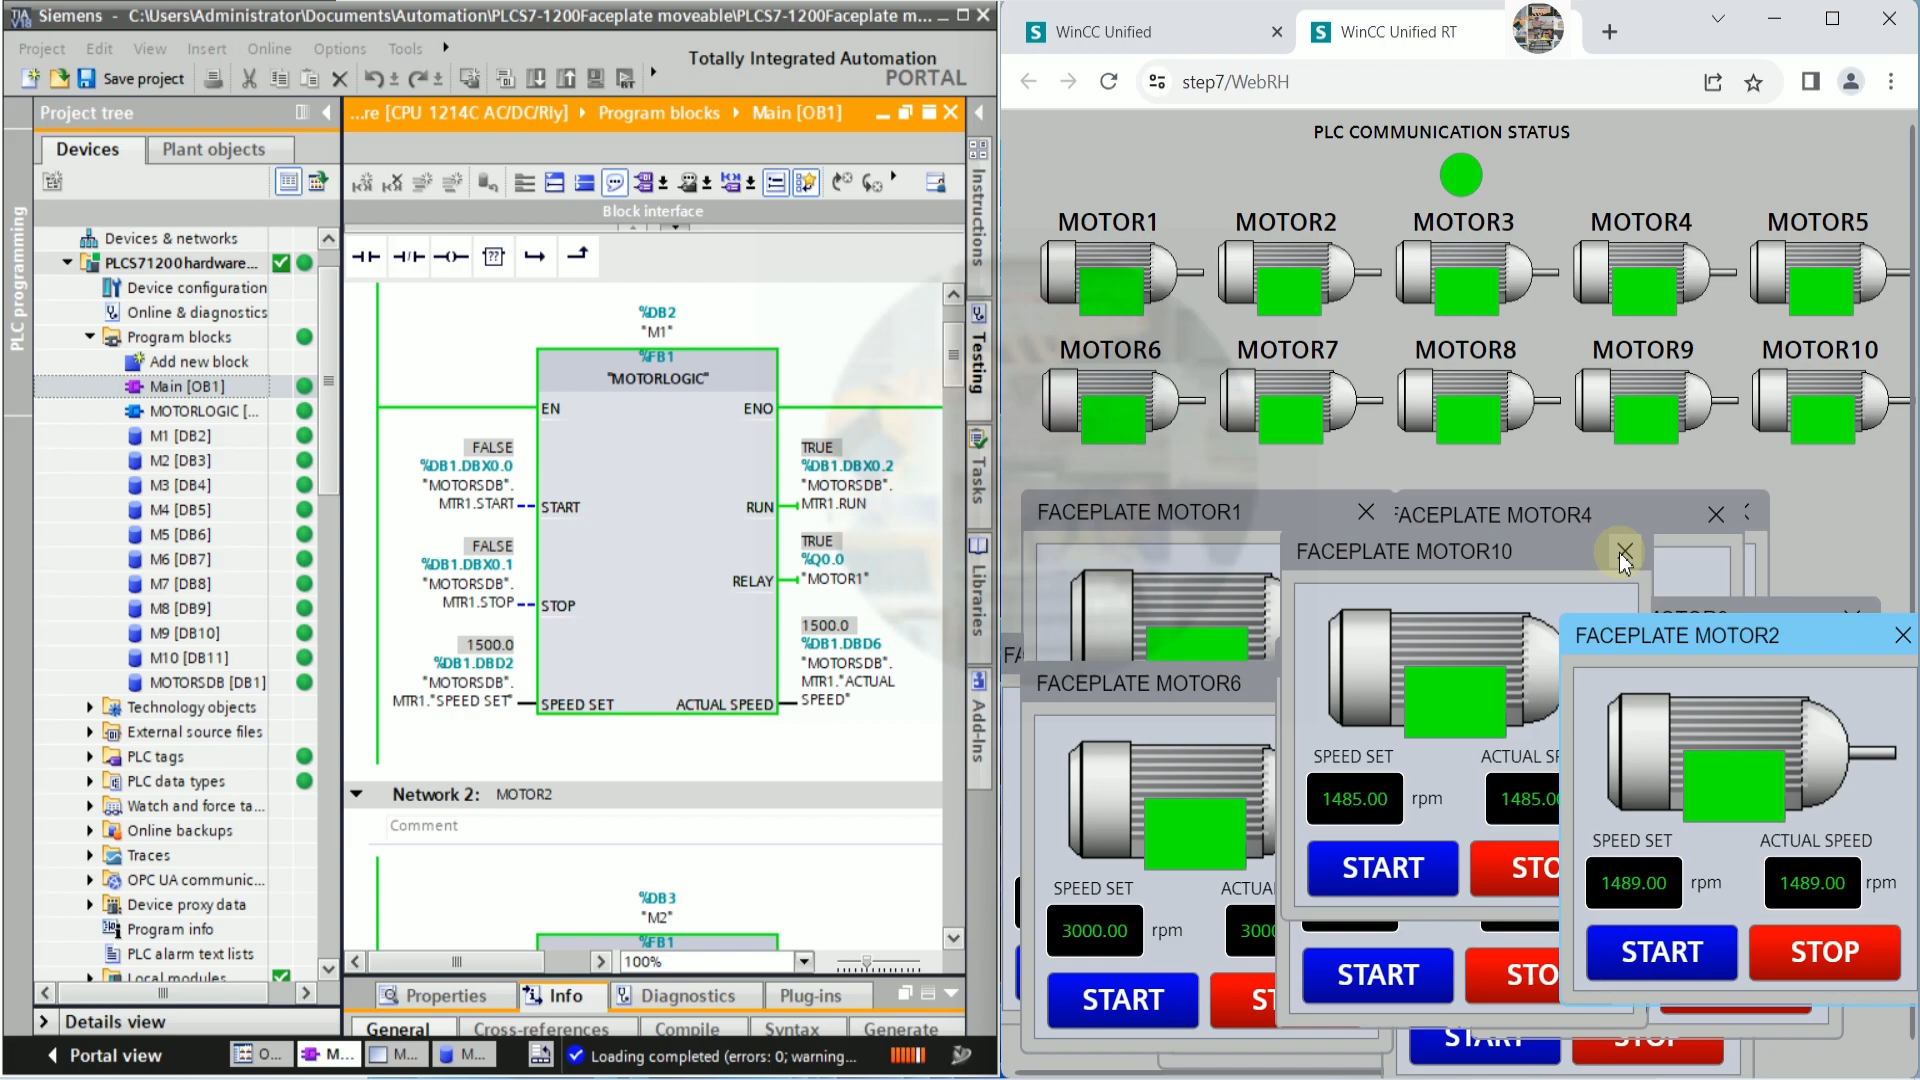 Siemens - C:\Users\Administrator\Documents\Automation\PLCS7-1200Faceplate moveable\PLCS7-1200Faceplate m...
Project Edit View Insert Online Options Tools
Save project
Totally Integrated Automation
PORTAL
Project tree
...re [CPU 1214C AC/DC/Rly] Program blocks Main [OB1]
Devices Plant objects
Block interface
PLC programming
Devices & networks
PLCS71200hardware...
Device configuration
Online & diagnostics
Program blocks
Add new block
Main [OB1]
MOTORLOGIC [...
M1 [DB2]
M2 [DB3]
M3 [DB4]
M4 [DB5]
M5 [DB6]
M6 [DB7]
M7 [DB8]
M8 [DB9]
M9 [DB10]
M10 [DB11]
MOTORSDB [DB1]
Technology objects
External source files
PLC tags
PLC data types
Watch and force ta...
Online backups
Traces
OPC UA communic...
Device proxy data
Program info
PLC alarm text lists
Local modules
Details view
%DB2
"M1"
%FB1
"MOTORLOGIC"
EN ENO
FALSE
%DB1.DBX0.0
"MOTORSDB".
MTR1.START
START
FALSE
%DB1.DBX0.1
"MOTORSDB".
MTR1.STOP
STOP
1500.0
%DB1.DBD2
"MOTORSDB".
MTR1."SPEED SET"
SPEED SET
TRUE
%DB1.DBX0.2
"MOTORSDB".
MTR1.RUN
RUN
TRUE
%Q0.0
"MOTOR1"
RELAY
1500.0
%DB1.DBD6
"MOTORSDB".
MTR1."ACTUAL
SPEED"
ACTUAL SPEED
Network 2: MOTOR2
Comment
%DB3
"M2"
%FB1
100%
Properties Info Diagnostics Plug-ins
General Cross-references Compile Syntax Generate
Instructions
Testing
Tasks
Libraries
Add-Ins
Portal view
O... M... M... M...
Loading completed (errors: 0; warning...
WinCC Unified
WinCC Unified RT
step7/WebRH
PLC COMMUNICATION STATUS
MOTOR1 MOTOR2 MOTOR3 MOTOR4 MOTOR5
MOTOR6 MOTOR7 MOTOR8 MOTOR9 MOTOR10
FACEPLATE MOTOR1
FACEPLATE MOTOR4
FACEPLATE MOTOR10
FACEPLATE MOTOR2
FACEPLATE MOTOR6
SPEED SET
1485.00 rpm
1485.0
START
SPEED SET ACTUAL SPEED
1489.00 rpm 1489.00 rpm
START STOP
SPEED SET
3000.00 rpm
START
START